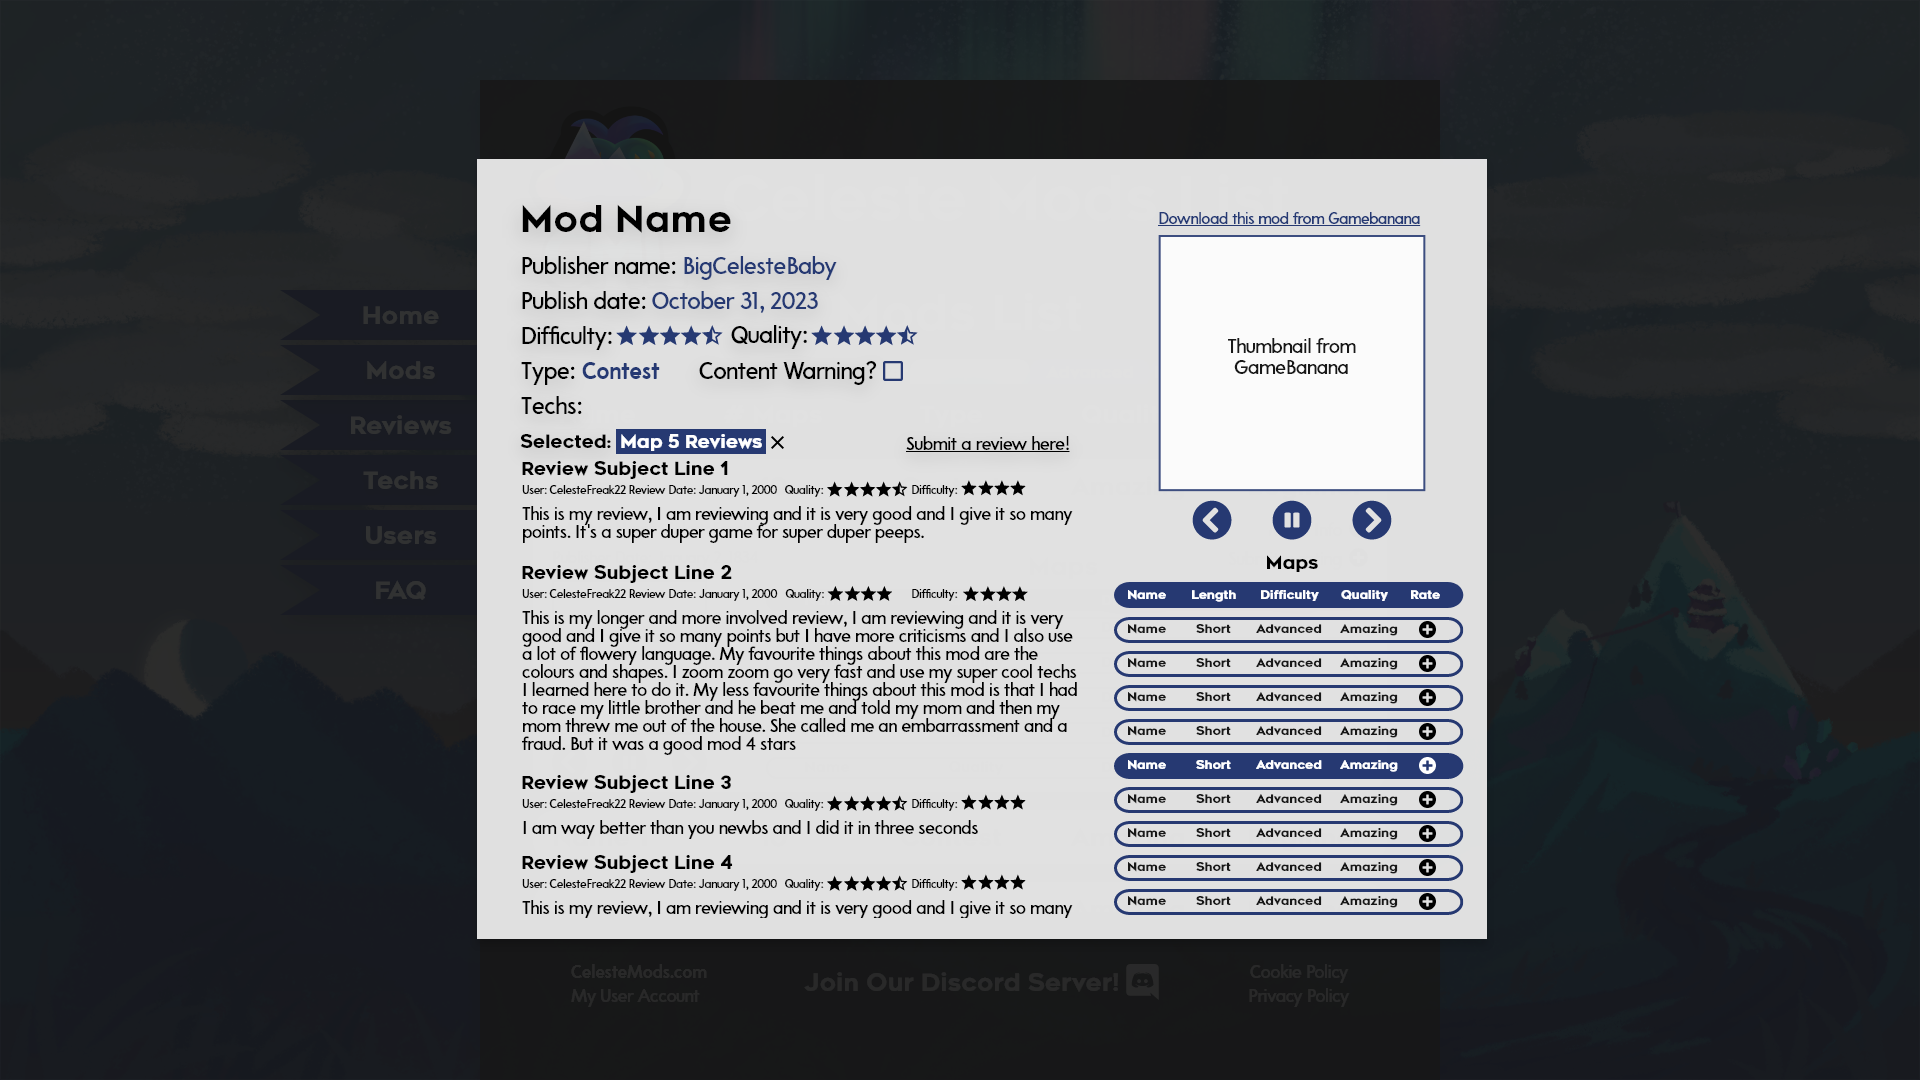 Home
Mods
Reviews
Techs
Users
FAQ
Mod Name
Publisher name: BigCelesteBaby
Publish date: October 31, 2023
Difficulty: Quality:
Type: Contest Content Warning?
Techs:
Selected: Map 5 Reviews ×
Submit a review here!
Review Subject Line 1
User: CelesteFreak22 Review Date: January 1, 2000 Quality: Difficulty:
This is my review, I am reviewing and it is very good and I give it so many
points. It's a super duper game for super duper peeps.
Review Subject Line 2
User: CelesteFreak22 Review Date: January 1, 2000 Quality: Difficulty:
This is my longer and more involved review, I am reviewing and it is very
good and I give it so many points but I have more criticisms and I also use
a lot of flowery language. My favourite things about this mod are the
colours and shapes. I zoom zoom go very fast and use my super cool techs
I learned here to do it. My less favourite things about this mod is that I had
to race my little brother and he beat me and told my mom and then my
mom threw me out of the house. She called me an embarrassment and a
fraud. But it was a good mod 4 stars
Review Subject Line 3
User: CelesteFreak22 Review Date: January 1, 2000 Quality: Difficulty:
I am way better than you newbs and I did it in three seconds
Review Subject Line 4
User: CelesteFreak22 Review Date: January 1, 2000 Quality: Difficulty:
This is my review, I am reviewing and it is very good and I give it so many
Download this mod from Gamebanana
Thumbnail from
GameBanana
Maps
Name Length Difficulty Quality Rate
Name Short Advanced Amazing
Name Short Advanced Amazing
Name Short Advanced Amazing
Name Short Advanced Amazing
Name Short Advanced Amazing
Name Short Advanced Amazing
Name Short Advanced Amazing
Name Short Advanced Amazing
Name Short Advanced Amazing
CelesteMods.com
My User Account
Join Our Discord Server!
Cookie Policy
Privacy Policy